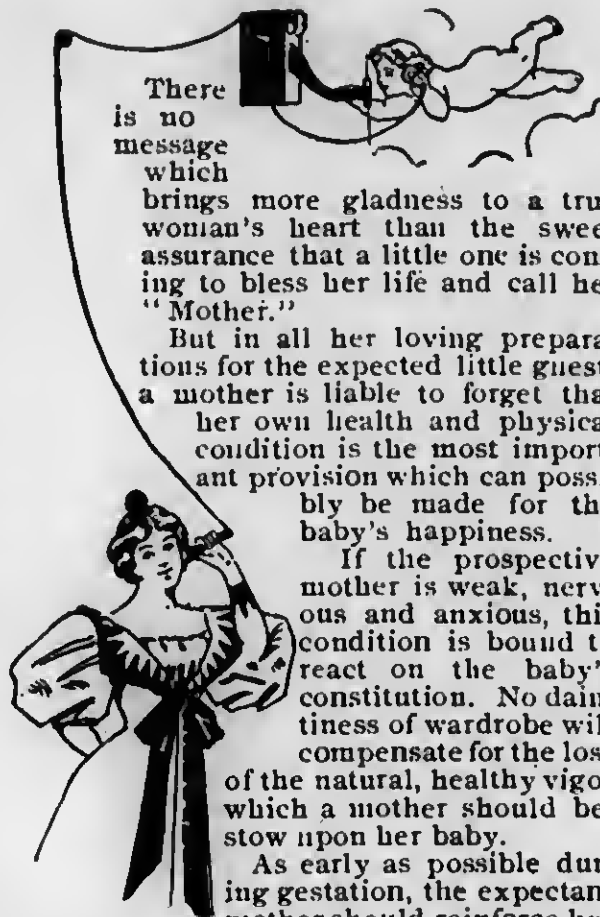 There
is no
message
which
brings more gladness to a tru
woman's heart than the swee
assurance that a little one is com
ing to bless her life and call he
"Mother."
But in all her loving prepara
tions for the expected little guest
a mother is liable to forget tha
her own health and physica
condition is the most import
ant provision which can possi
bly be made for th
baby's happiness.
If the prospectiv
mother is weak, nerv
ous and anxious, thi
condition is bound t
react on the baby'
constitution. No dain
tiness of wardrobe wil
compensate for the los
of the natural, healthy vigo
which a mother should be
stow upon her baby.
As early as possible dur
ing gestation, the expectan
mother should reinforce